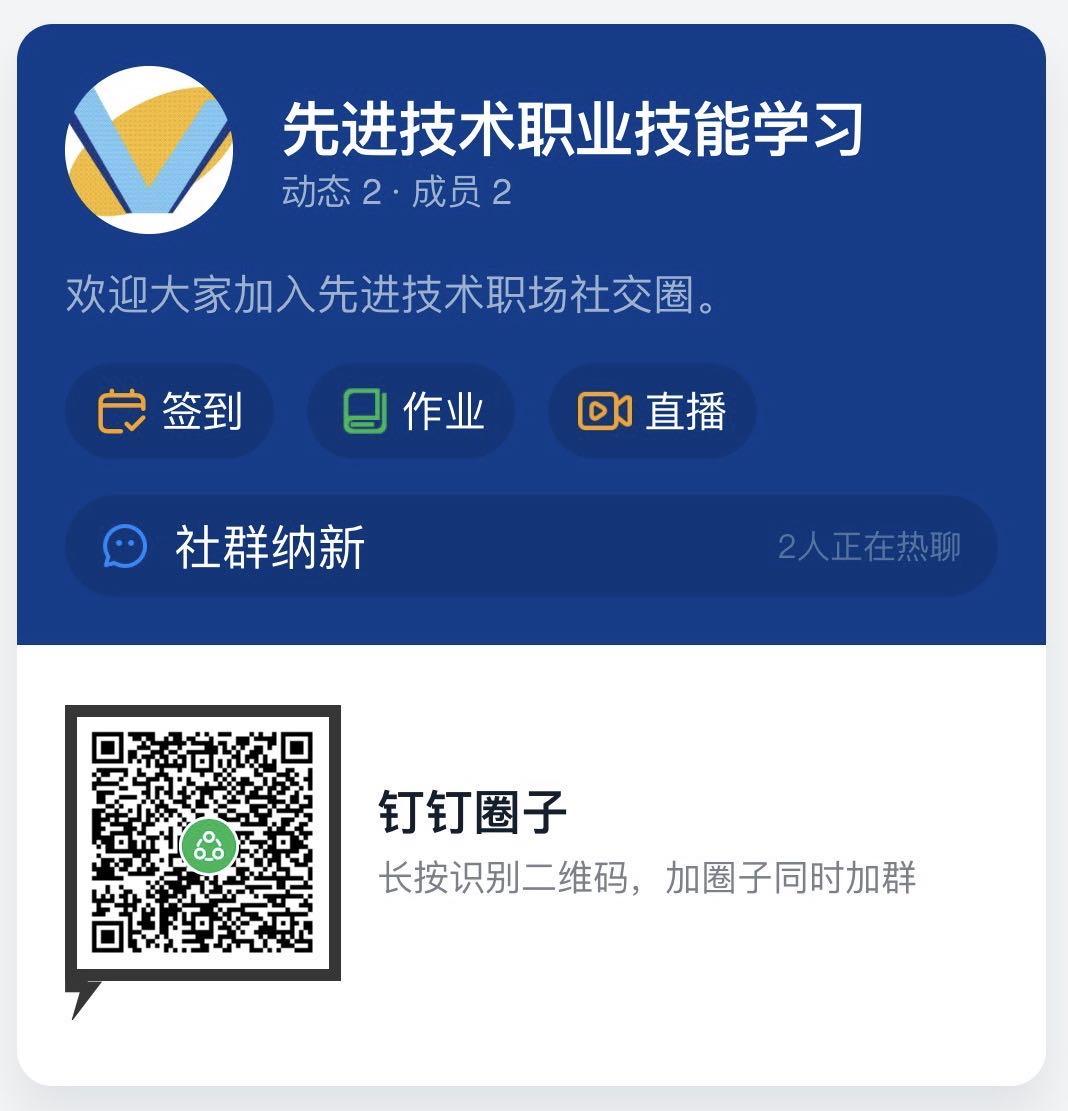 先进技术职业技能学习
动态 2 · 成员 2
欢迎大家加入先进技术职场社交圈。
签到 作业 直播
社群纳新 2人正在热聊
钉钉圈子
长按识别二维码，加圈子同时加群